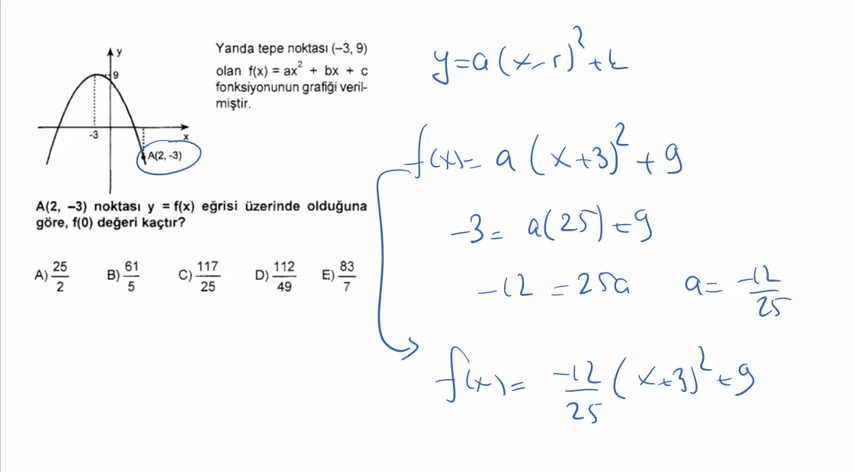 y
9
-3
x
A(2, -3)
Yanda tepe noktası (–3, 9)
olan f(x) = ax² + bx + c
fonksiyonunun grafiği veril-
miştir.
A(2, –3) noktası y = f(x) eğrisi üzerinde olduğuna
göre, f(0) değeri kaçtır?
A) 25/2 B) 61/5 C) 117/25 D) 112/49 E) 83/7
y=a(x-r)²+k
f(x)= a(x+3)²+9
-3= a(25)+9
-12=25a a= -12/25
f(x)= -12/25 (x+3)²+9